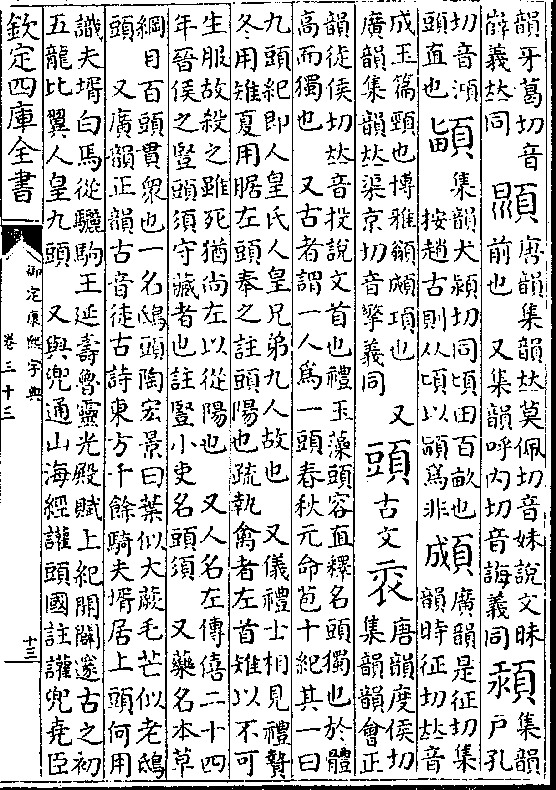 韻牙葛切音
義𠀤同
唐韻集韻𠀤莫佩切音妹說文昧
前也 又集韻呼内切音誨義同
集韻
戸孔
切音澒
頭直也
集韻犬潁切同頃田百畝也
按趙古則从頃以 爲非
䫆
廣韻是征切集
韻時征切𠀤音
成玉篇頸也博雅 頗項也 又
廣韻集韻𠀤渠京切音擎義同
頭
古文
唐韻度侯切
集韻韻會正
韻徒侯切𠀤音投說文首也禮玉藻頭容直釋名頭獨也於體
高而獨也 又古者謂一人爲一頭春秋元命苞十紀其一曰
九頭紀即人皇氏人皇兄弟九人故也 又儀禮士相見禮贄
冬用雉夏用腒左頭奉之註頭陽也疏執禽者左首雉以不可
生服故殺之雖死猶尚左以從陽也 又人名左傳僖二十四
年晉侯之豎頭須守藏者也註豎小吏名頭須 又藥名本草
綱目百頭貫衆也一名鴟頭陶宏景曰葉似大蕨毛芒似老鴟
頭 又廣韻正韻古音徒古詩東方千餘騎夫壻居上頭何用
識夫壻白馬從驪駒王延壽魯靈光殿賦上紀開闢遂古之初
五龍比翼人皇九頭 又與兜通山海經讙頭國註讙兜堯臣
欽定四庫全書
御定康熙字典
卷三十三
十三